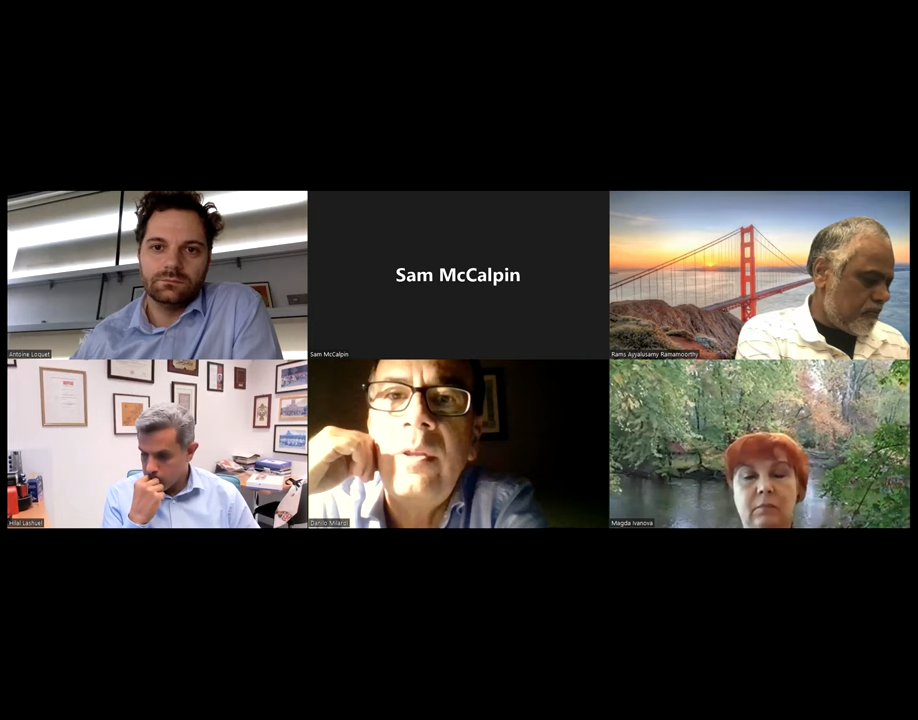 Sam McCalpin
Antoine Loquet
Sam McCalpin
Rams Ayyalusamy Ramamoorthy
Hilal Lashuel
Danilo Milardi
Magda Ivanova